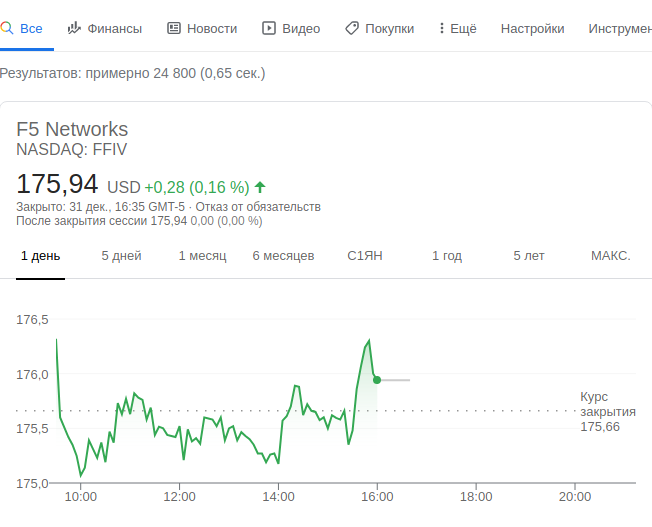 Все Финансы Новости Видео Покупки Ещё Настройки Инструмен
Результатов: примерно 24 800 (0,65 сек.)
F5 Networks
NASDAQ: FFIV
175,94 USD +0,28 (0,16 %)
Закрыто: 31 дек., 16:35 GMT-5 · Отказ от обязательств
После закрытия сессии 175,94 0,00 (0,00 %)
1 день 5 дней 1 месяц 6 месяцев С1ЯН 1 год 5 лет МАКС.
176,5
176,0
Курс
закрытия
175,66
175,5
175,0
10:00 12:00 14:00 16:00 18:00 20:00